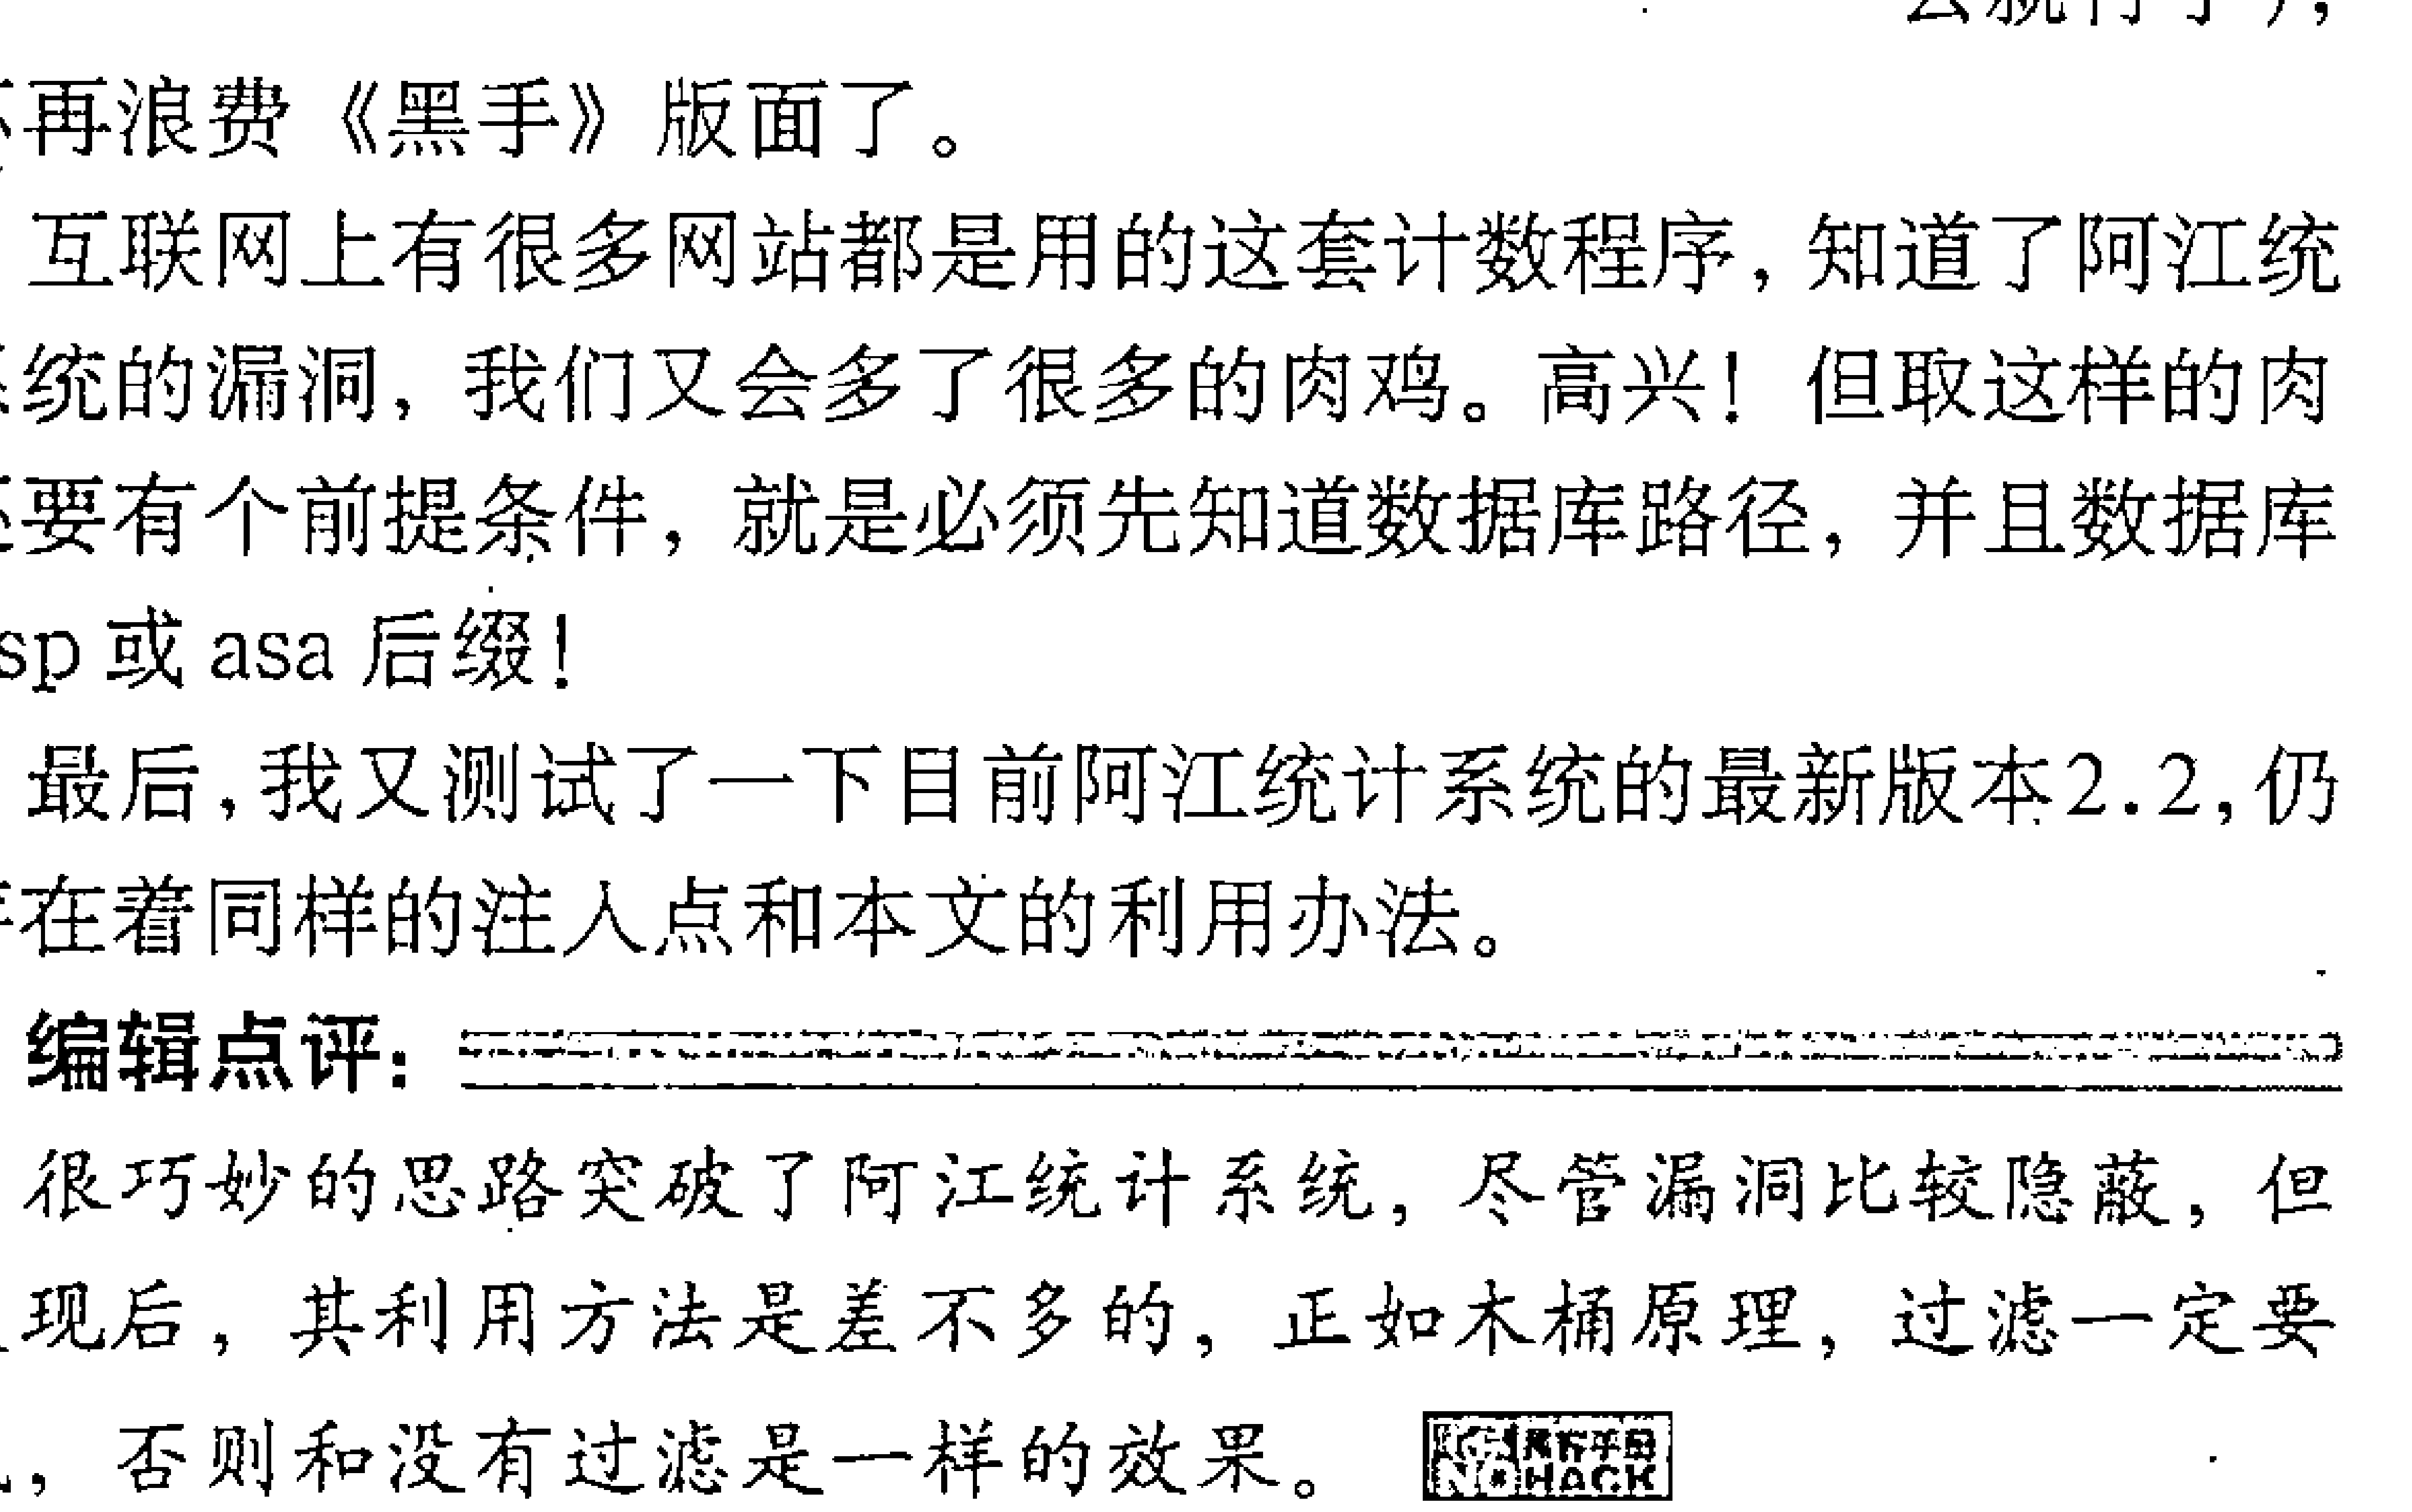 再浪费《黑手》版面了。
互联网上有很多网站都是用的这套计数程序,知道了阿江统
统的漏洞,我们又会多了很多的肉鸡。高兴!但取这样的肉
要有个前提条件,就是必须先知道数据库路径,并且数据库
sp或 asa 后缀!
最后,我又测试了一下目前阿江统计系统的最新版本2.2,仍
在着同样的注入点和本文的利用办法。
编辑点评:
很巧妙的思路突破了阿江统计系统,尽管漏洞比较隐蔽,但
现后,其利用方法是差不多的,正如木桶原理,过滤一定要
,否则和没有过滤是一样的效果。
HACK